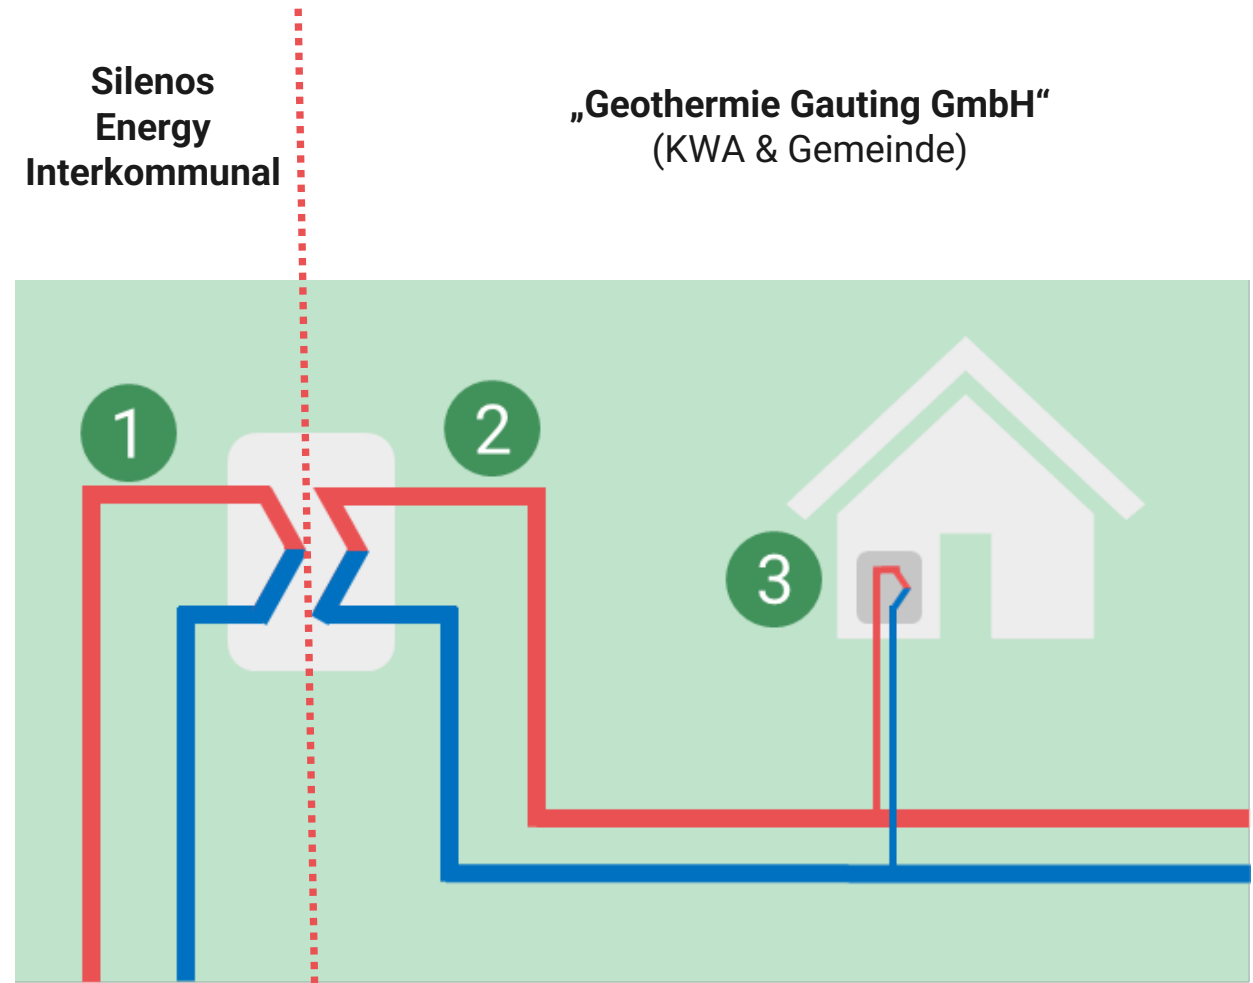 Silenos
Energy
Interkommunal
„Geothermie Gauting GmbH“
(KWA & Gemeinde)
1
2
3